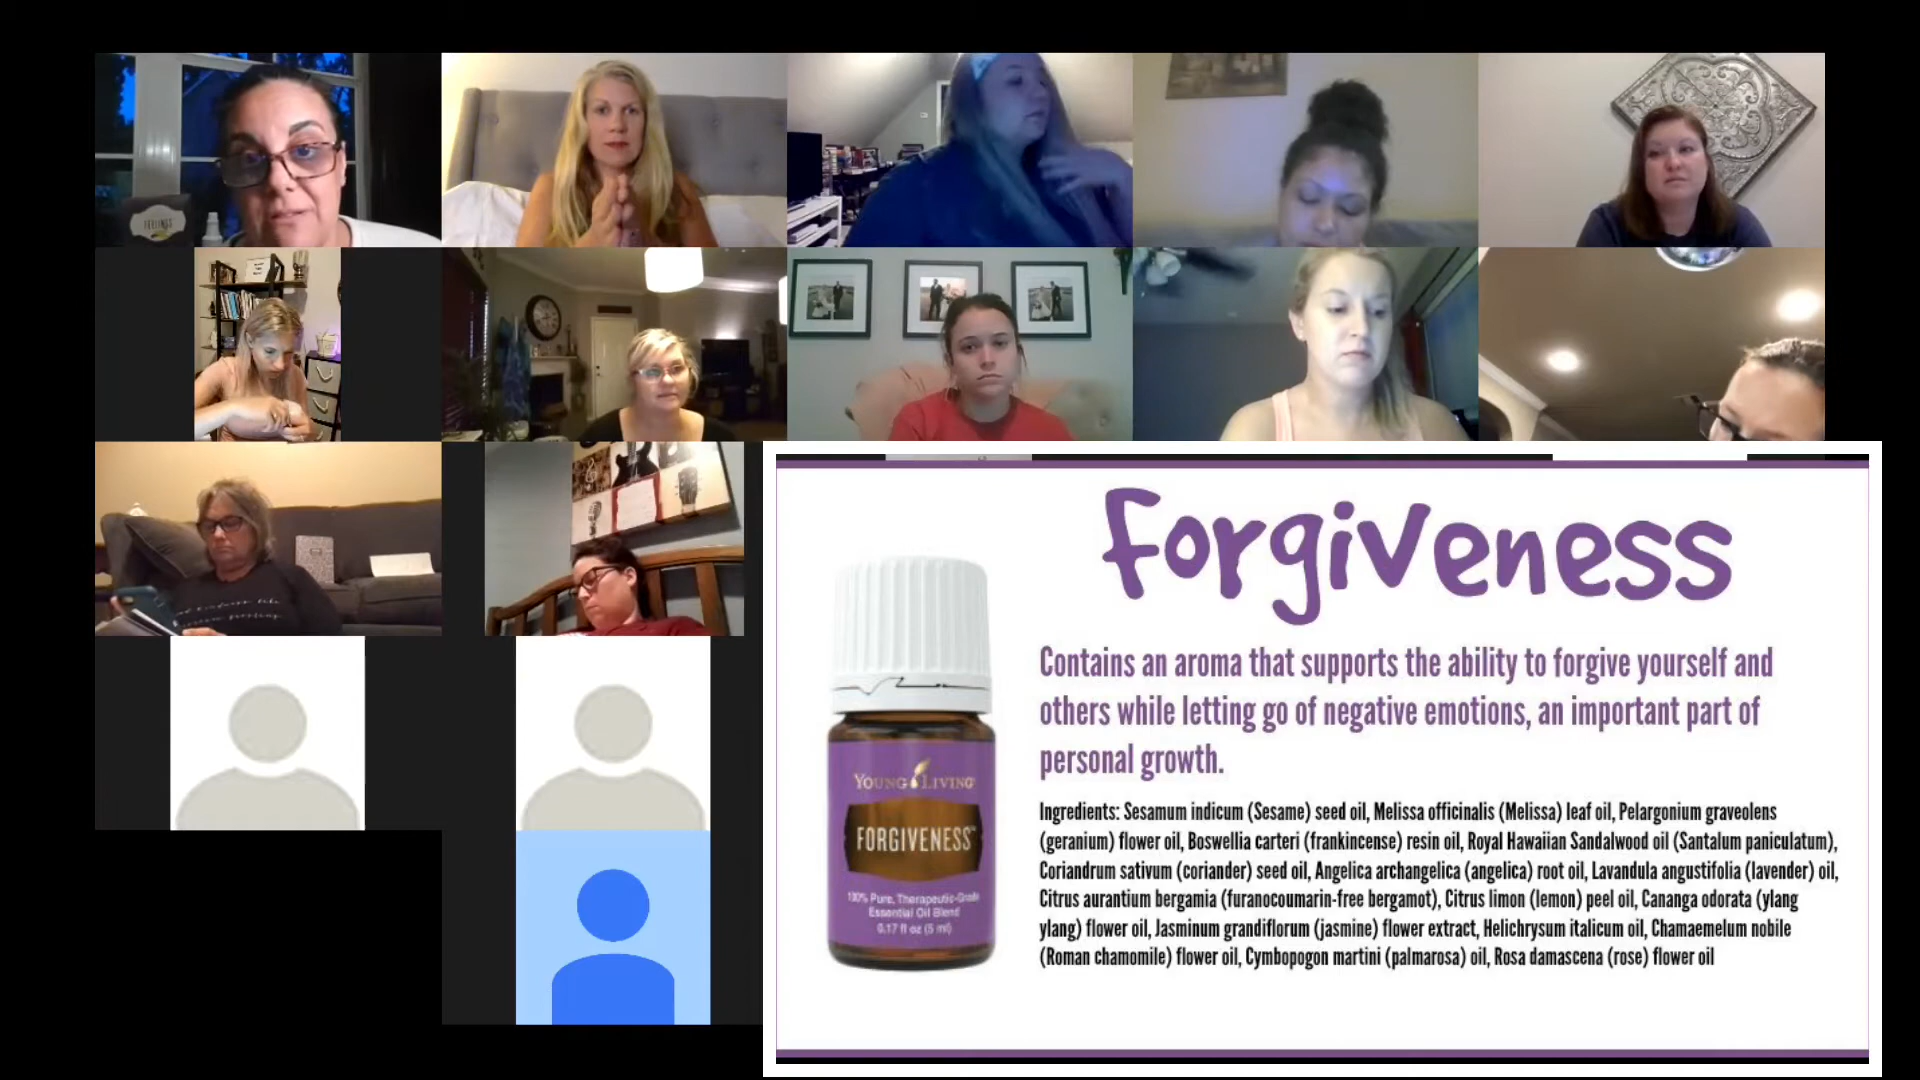 FEELINGS
Forgiveness
Contains an aroma that supports the ability to forgive yourself and
others while letting go of negative emotions, an important part of
personal growth.
YOUNG LIVING
FORGIVENESS™
100% Pure, Therapeutic-Grade
Essential Oil Blend
0.17 fl oz (5 ml)
Ingredients: Sesamum indicum (Sesame) seed oil, Melissa officinalis (Melissa) leaf oil, Pelargonium graveolens
(geranium) flower oil, Boswellia carteri (frankincense) resin oil, Royal Hawaiian Sandalwood oil (Santalum paniculatum),
Coriandrum sativum (coriander) seed oil, Angelica archangelica (angelica) root oil, Lavandula angustifolia (lavender) oil,
Citrus aurantium bergamia (furanocoumarin-free bergamot), Citrus limon (lemon) peel oil, Cananga odorata (ylang
ylang) flower oil, Jasminum grandiflorum (jasmine) flower extract, Helichrysum italicum oil, Chamaemelum nobile
(Roman chamomile) flower oil, Cymbopogon martini (palmarosa) oil, Rosa damascena (rose) flower oil